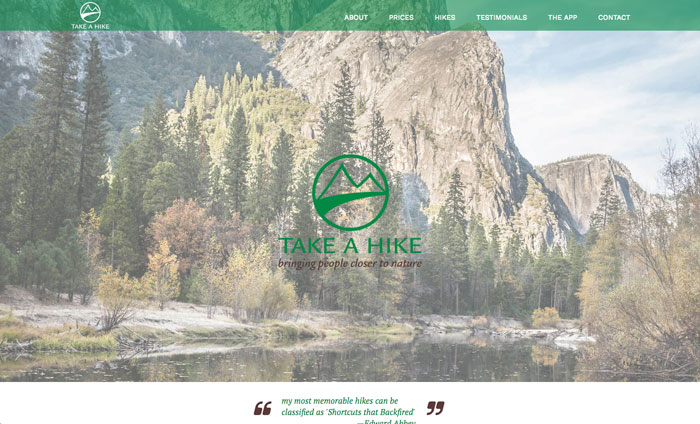 TAKE A HIKE
ABOUT PRICES HIKES TESTIMONIALS THE APP CONTACT
TAKE A HIKE
bringing people closer to nature
“ my most memorable hikes can be ”
classified as 'Shortcuts that Backfired'
—Edward Abbey